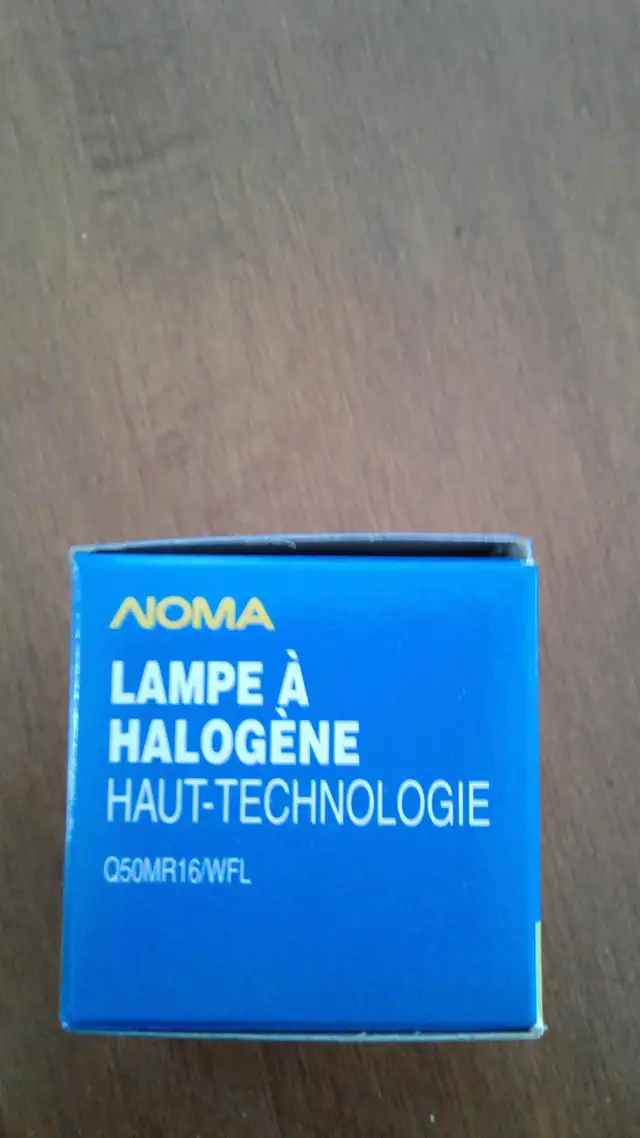 NOMA
LAMPE À
HALOGÈNE
HAUT-TECHNOLOGIE
Q50MR16/WFL